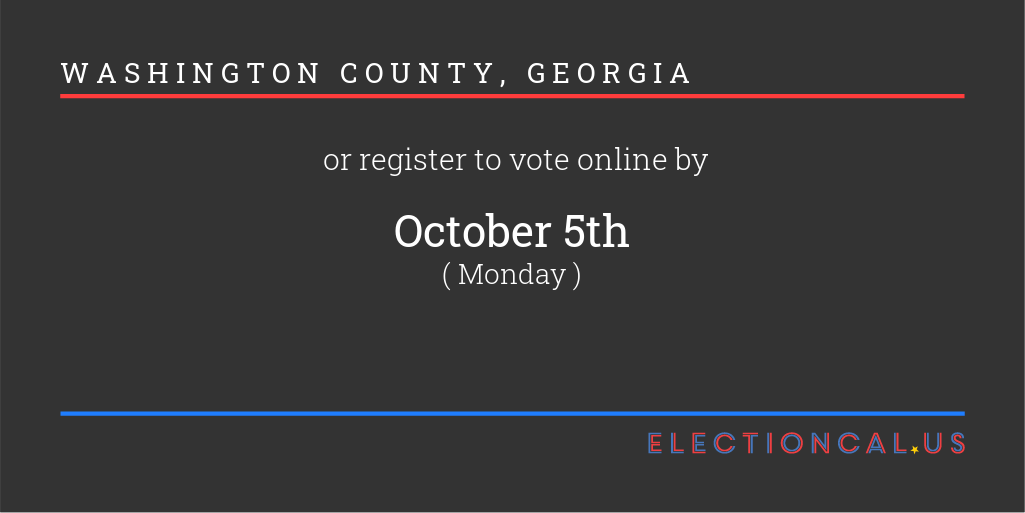 WASHINGTON COUNTY, GEORGIA
or register to vote online by
October 5th
( Monday )
ELECTIONCAL.US